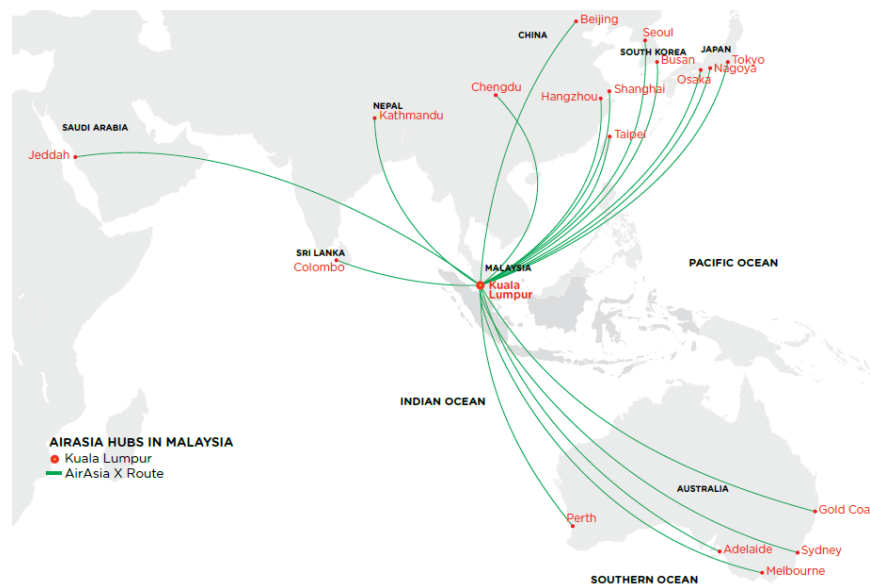 Beijing
CHINA
Seoul
SOUTH KOREA
JAPAN
Busan
Tokyo
Nagoya
Osaka
Chengdu
Hangzhou
Shanghai
NEPAL
Kathmandu
SAUDI ARABIA
Taipei
Jeddah
SRI LANKA
Colombo
MALAYSIA
Kuala
Lumpur
PACIFIC OCEAN
INDIAN OCEAN
AIRASIA HUBS IN MALAYSIA
Kuala Lumpur
AirAsia X Route
AUSTRALIA
Gold Coa
Perth
Adelaide
Sydney
Melbourne
SOUTHERN OCEAN